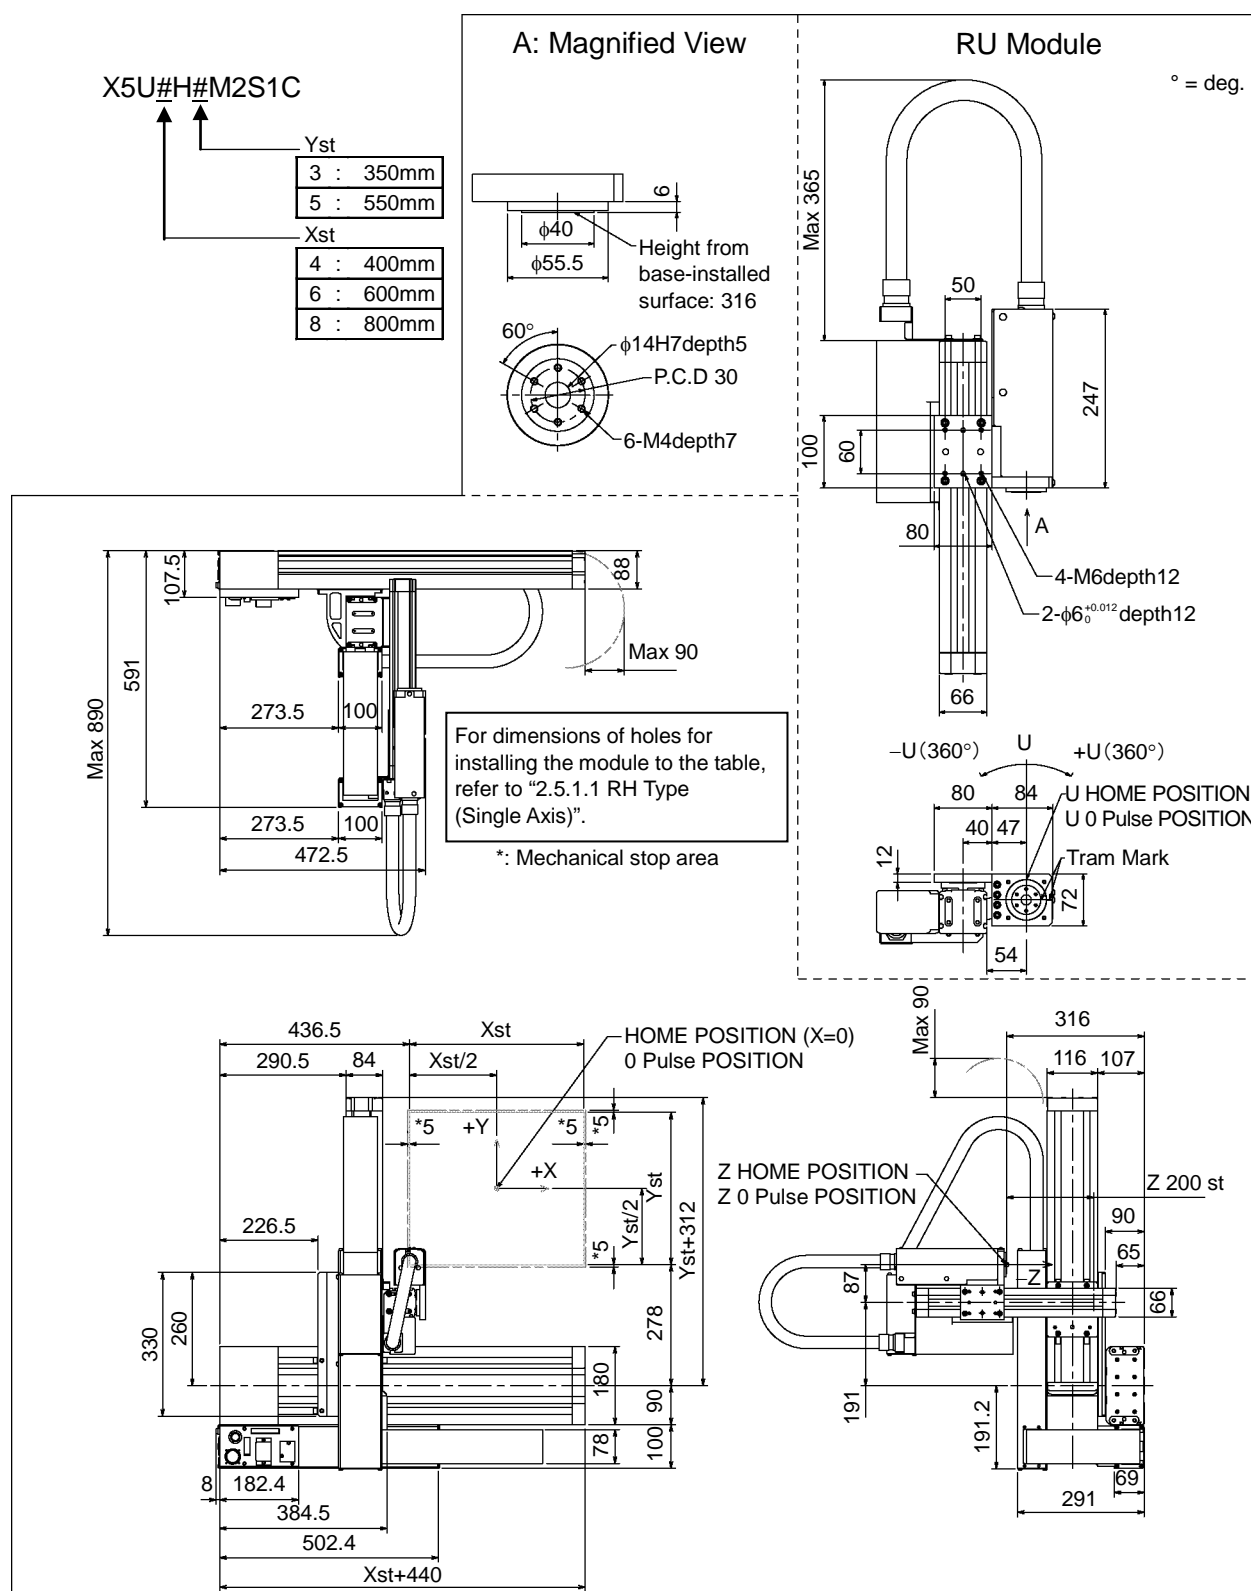 A: Magnified View
RU Module
° = deg.
X5U#H#M2S1C
Yst
3 : 350mm
5 : 550mm
Xst
4 : 400mm
6 : 600mm
8 : 800mm
6
φ40
φ55.5
Height from
base-installed
surface: 316
60°
φ14H7depth5
P.C.D 30
6-M4depth7
Max 365
50
247
100
60
80
A
4-M6depth12
2-φ6 +0.012 0 depth12
66
107.5
88
591
Max 890
Max 90
273.5
100
273.5
100
472.5
For dimensions of holes for
installing the module to the table,
refer to “2.5.1.1 RH Type
(Single Axis)”.
*: Mechanical stop area
−U(360°)
U
+U(360°)
80
84
U HOME POSITION
U 0 Pulse POSITION
40
47
Tram Mark
12
72
54
436.5
Xst
HOME POSITION (X=0)
0 Pulse POSITION
290.5
84
Xst/2
*5
+Y
*5
*5
+X
Yst
Yst/2
Yst+312
*5
226.5
330
260
278
180
90
100
78
8
182.4
384.5
502.4
Xst+440
Max 90
316
116
107
Z HOME POSITION
Z 0 Pulse POSITION
Z 200 st
90
65
Z
87
66
191
191.2
69
291